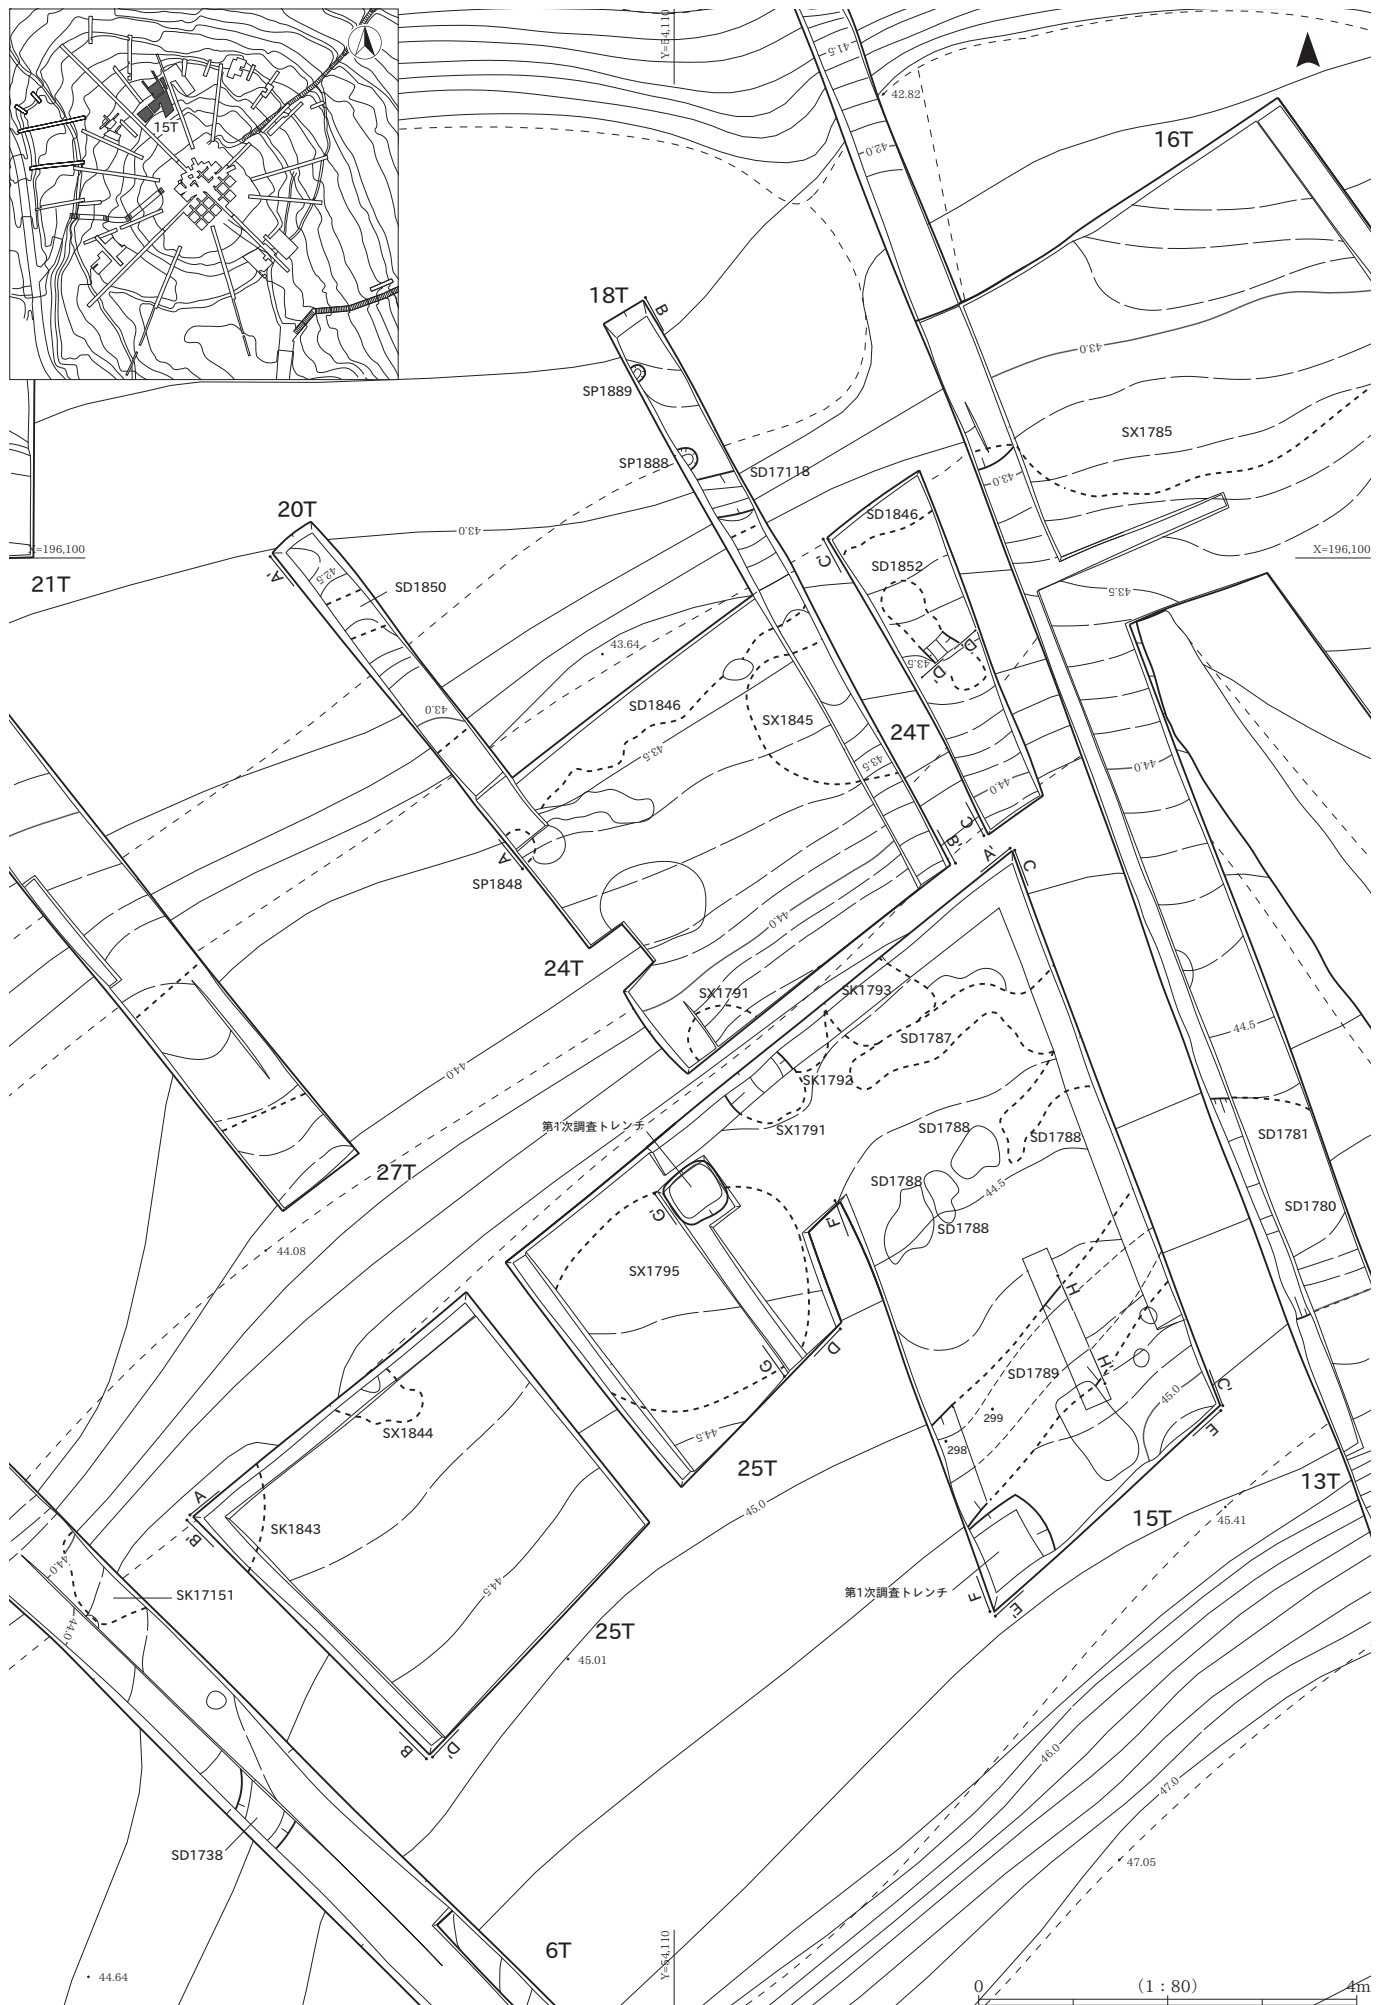 15T
Y=54,110
41.5
42.82
42.0
16T
18T
B
43.0
SP1889
SX1785
SP1888
SD17118
43.0
20T
SD1846
43.0
X=196,100
X=196,100
A'
C'
21T
42.5
SD1852
SD1850
43.5
43.64
D
43.5
D'
SD1846
43.0
SX1845
24T
43.5
43.5
44.0
44.0
C
B'
A'
A
C
SP1848
44.0
24T
SX1791
SK1793
44.5
SD1787
44.0
SK1792
第1次調査トレンチ
SX1791
SD1788
SD1788
SD1781
27T
SD1788
44.5
G'
F'
SD1788
SD1780
44.08
SX1795
H
D
G
H'
SD1789
C'
45.0
299
SX1844
44.5
E
298
25T
13T
A
45.0
15T
45.41
B'
SK1843
44.0
44.5
第1次調査トレンチ
SK17151
F
E'
44.0
25T
45.01
B
D'
46.0
47.0
SD1738
47.05
6T
Y=54,110
44.64
0
(1：80)
4m